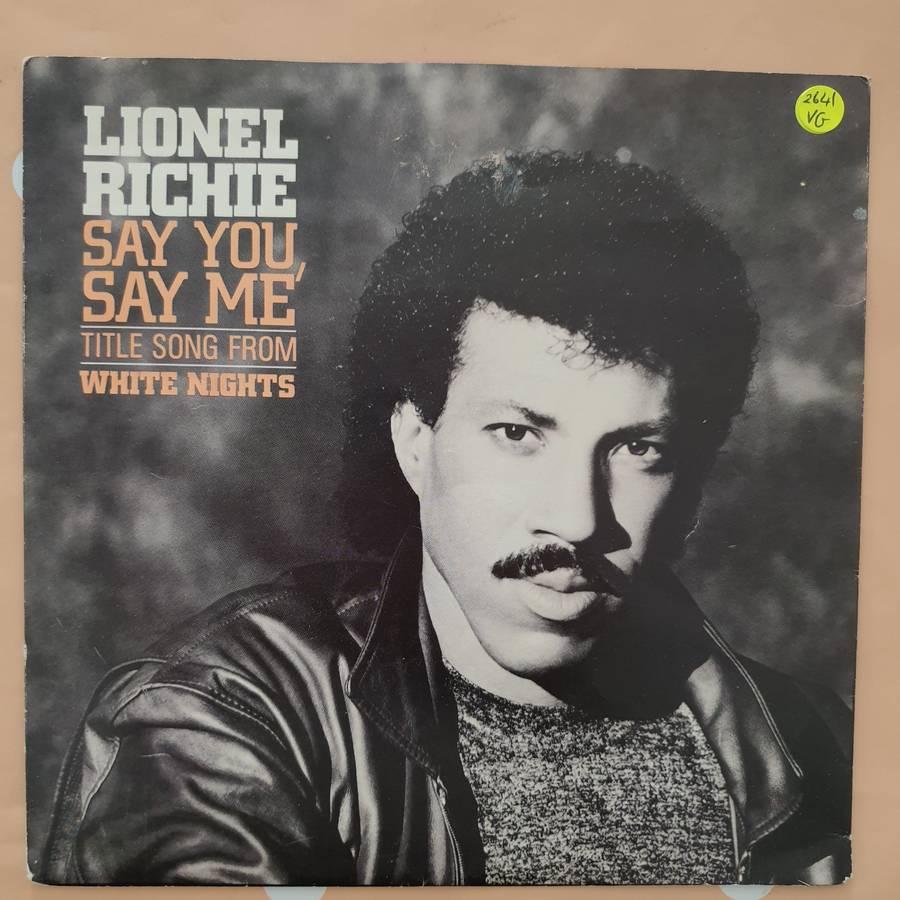 LIONEL
RICHIE
SAY YOU,
SAY ME
TITLE SONG FROM
WHITE NIGHTS
2641
VG